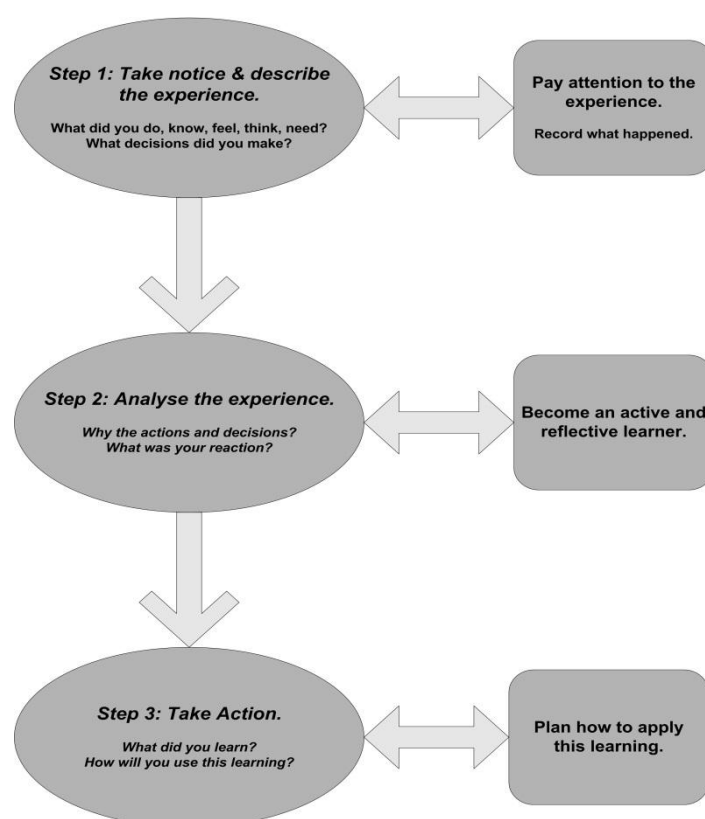 Step 1: Take notice & describe
the experience.
What did you do, know, feel, think, need?
What decisions did you make?
Pay attention to the
experience.
Record what happened.
Step 2: Analyse the experience.
Why the actions and decisions?
What was your reaction?
Become an active and
reflective learner.
Step 3: Take Action.
What did you learn?
How will you use this learning?
Plan how to apply
this learning.